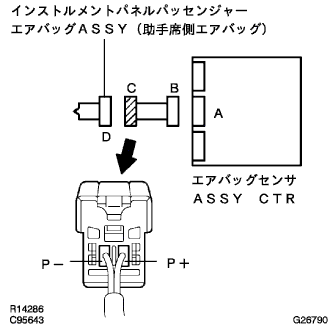 インストルメントパネルパッセンジャー
エアバッグＡＳＳＹ（助手席側エアバッグ）
C
B
A
D
エアバッグセンサ
ＡＳＳＹ　ＣＴＲ
P−
P+
R14286
C95643
G26790